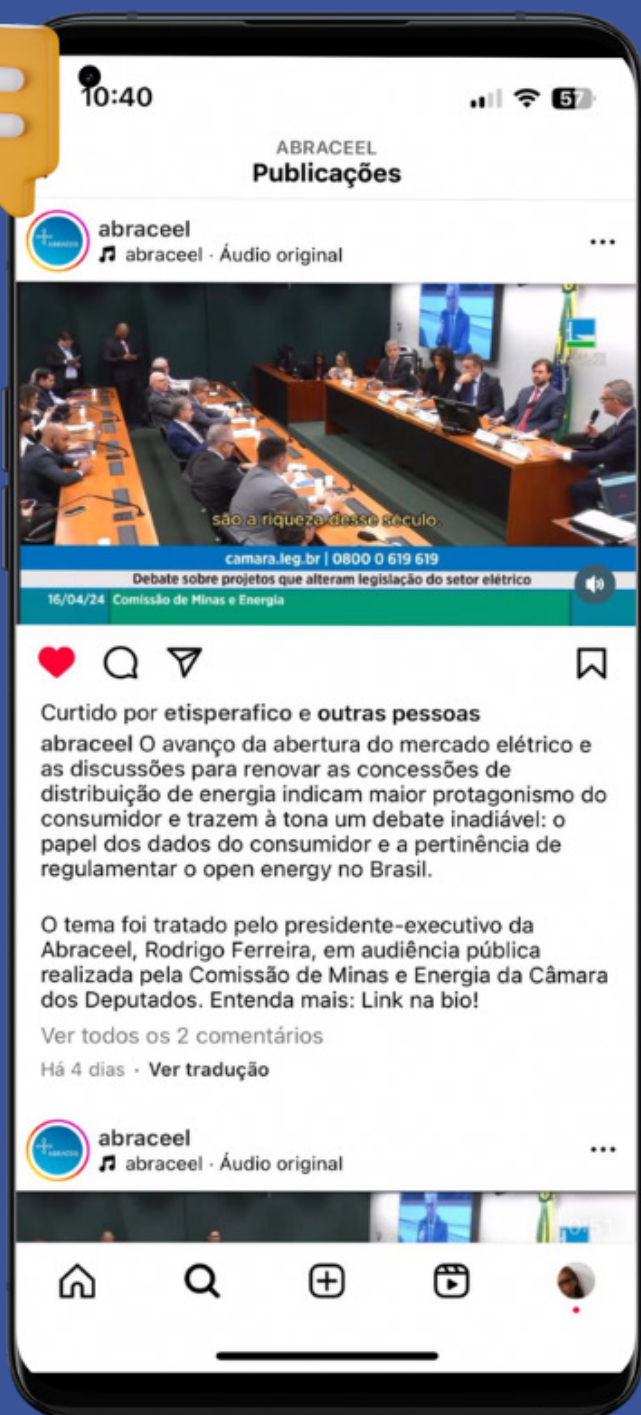 10:40
57
ABRACEEL
Publicações
abraceel
abraceel · Áudio original
são a riqueza desse século.
camara.leg.br | 0800 0 619 619
Debate sobre projetos que alteram legislação do setor elétrico
16/04/24 Comissão de Minas e Energia
Curtido por etisperafico e outras pessoas
abraceel O avanço da abertura do mercado elétrico e
as discussões para renovar as concessões de
distribuição de energia indicam maior protagonismo do
consumidor e trazem à tona um debate inadiável: o
papel dos dados do consumidor e a pertinência de
regulamentar o open energy no Brasil.
O tema foi tratado pelo presidente-executivo da
Abraceel, Rodrigo Ferreira, em audiência pública
realizada pela Comissão de Minas e Energia da Câmara
dos Deputados. Entenda mais: Link na bio!
Ver todos os 2 comentários
Há 4 dias · Ver tradução
abraceel
abraceel · Áudio original